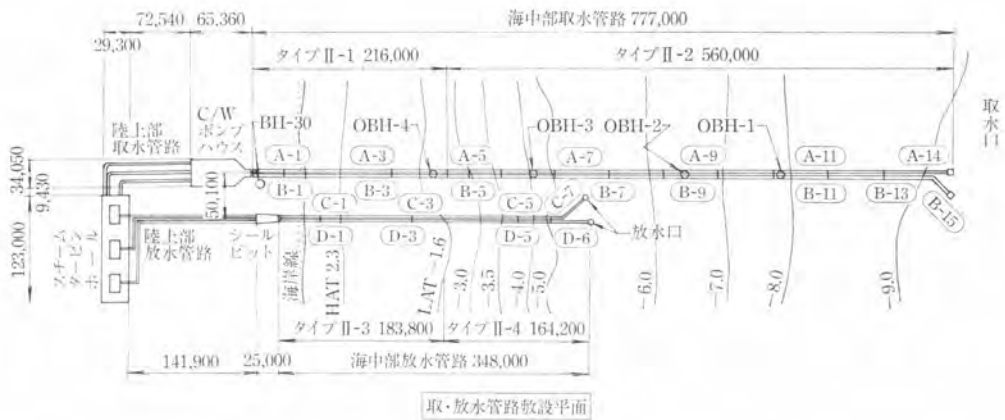 72,540
65,360
海中部取水管路 777,000
29,300
タイプⅡ-1 216,000
タイプⅡ-2 560,000
陸上部
取水管路
C/W
ポンプ
ハウス
BH-30
OBH-4
OBH-3
OBH-2
OBH-1
取水口
A-1
A-3
A-5
A-7
A-9
A-11
A-14
B-1
B-3
B-5
B-7
B-9
B-11
B-13
B-15
34,050
9,430
50,100
123,000
スチーム
タービン
ホール
陸上部
放水管路
シール
ピット
C-1
C-3
C-5
D-1
D-3
D-5
D-6
放水口
海岸線
HAT 2.3
LAT -1.6
-3.0
-3.5
-4.0
-5.0
-6.0
-7.0
-8.0
-9.0
タイプⅡ-3 183,800
タイプⅡ-4 164,200
141,900
25,000
海中部放水管路 348,000
取・放水管路敷設平面